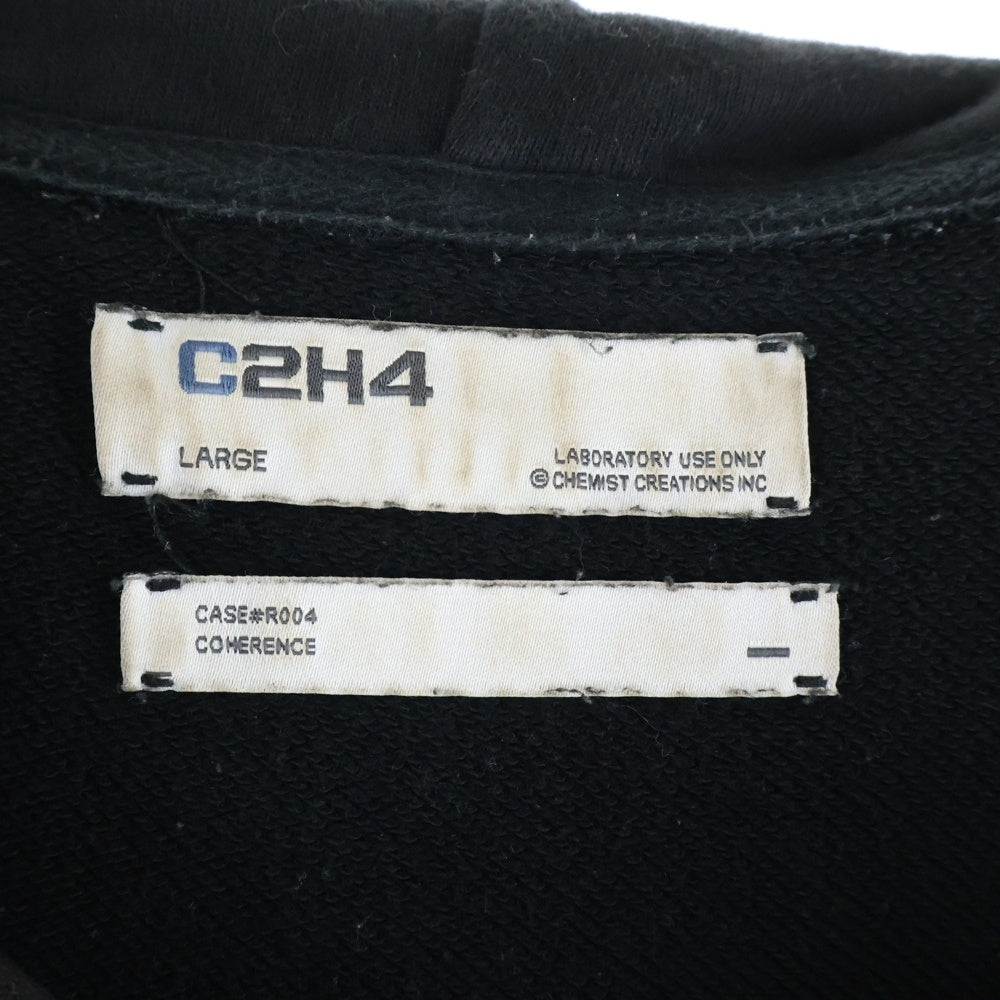 C2H4
LARGE
LABORATORY USE ONLY
© CHEMIST CREATIONS INC
CASE#R004
COHERENCE